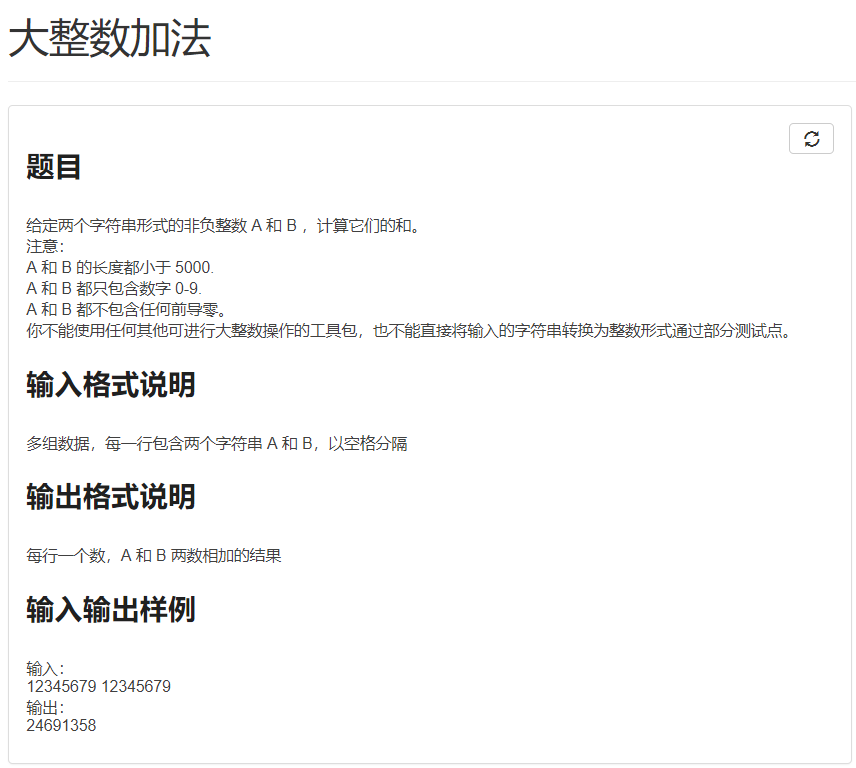 大整数加法
题目
给定两个字符串形式的非负整数 A 和 B ，计算它们的和。
注意：
A 和 B 的长度都小于 5000.
A 和 B 都只包含数字 0-9.
A 和 B 都不包含任何前导零。
你不能使用任何其他可进行大整数操作的工具包，也不能直接将输入的字符串转换为整数形式通过部分测试点。
输入格式说明
多组数据，每一行包含两个字符串 A 和 B，以空格分隔
输出格式说明
每行一个数，A 和 B 两数相加的结果
输入输出样例
输入：
12345679 12345679
输出：
24691358